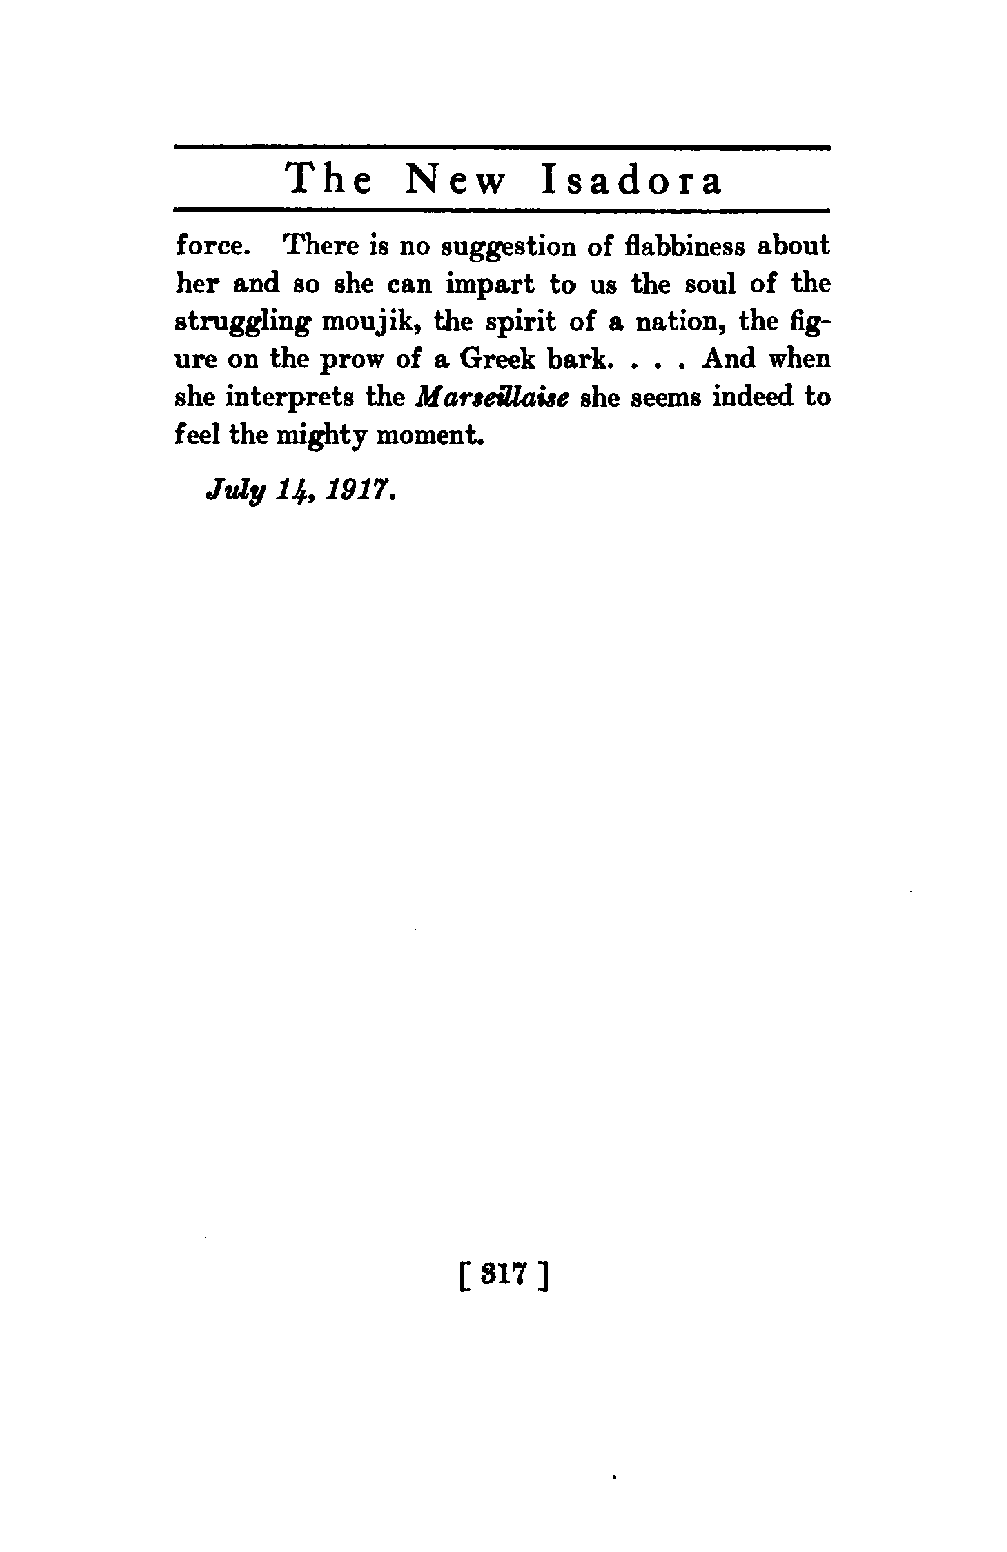 The New Isadora
force. There is no suggestion of flabbiness about
her and so she can impart to us the soul of the
struggling moujik, the spirit of a nation, the fig-
ure on the prow of a Greek bark. . . . And when
she interprets the Marseillaise she seems indeed to
feel the mighty moment.
July 14, 1917.
[ 317 ]